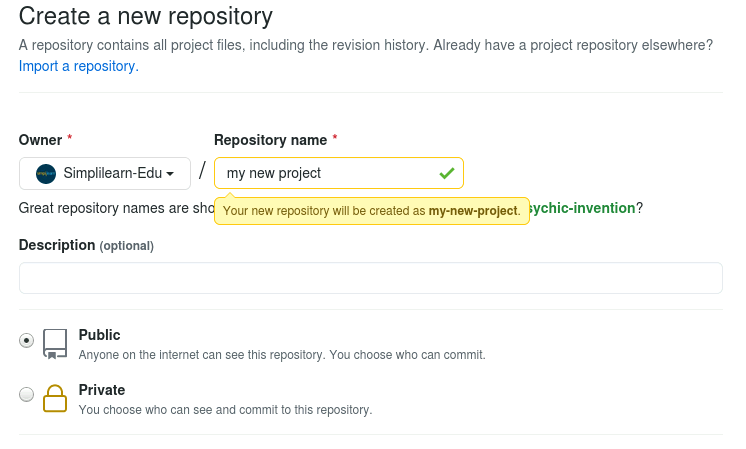 Create a new repository
A repository contains all project files, including the revision history. Already have a project repository elsewhere?
Import a repository.
Owner * Repository name *
Simplilearn-Edu / my new project
Great repository names are sho ychic-invention?
Your new repository will be created as my-new-project.
Description (optional)
Public
Anyone on the internet can see this repository. You choose who can commit.
Private
You choose who can see and commit to this repository.